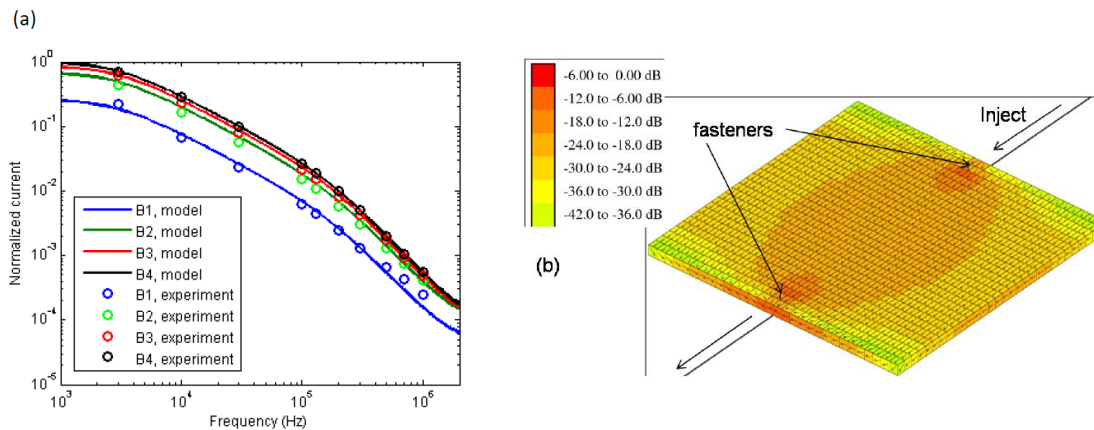 (a)
10^0
10^-1
10^-2
10^-3
10^-4
10^-5
Normalized current
B1, model
B2, model
B3, model
B4, model
B1, experiment
B2, experiment
B3, experiment
B4, experiment
10^3
10^4
10^5
10^6
Frequency (Hz)
-6.00 to 0.00 dB
-12.0 to -6.00 dB
-18.0 to -12.0 dB
-24.0 to -18.0 dB
-30.0 to -24.0 dB
-36.0 to -30.0 dB
-42.0 to -36.0 dB
(b)
fasteners
Inject